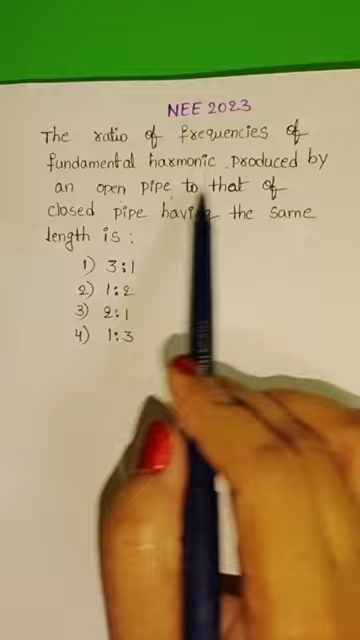 NEE 2023
The ratio of frequencies of
fundamental harmonic produced by
an open pipe to that of
closed pipe having the same
length is :
1) 3:1
2) 1:2
3) 2:1
4) 1:3